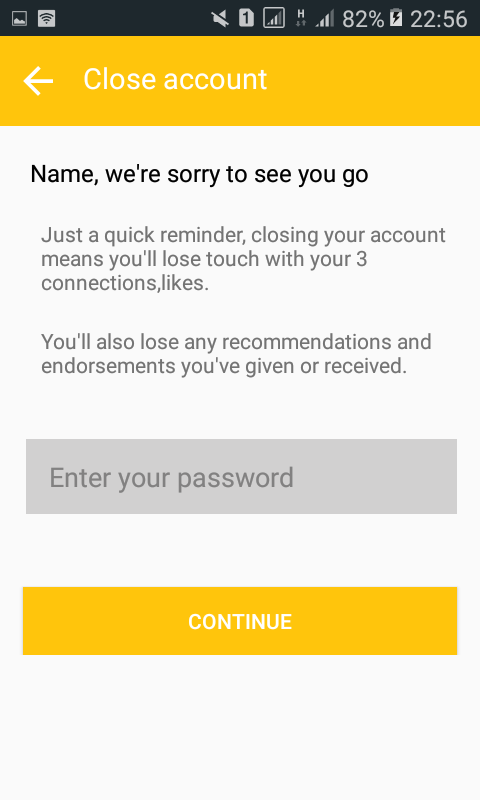 1 H 82% 22:56
Close account
Name, we're sorry to see you go
Just a quick reminder, closing your account
means you'll lose touch with your 3
connections,likes.
You'll also lose any recommendations and
endorsements you've given or received.
Enter your password
CONTINUE